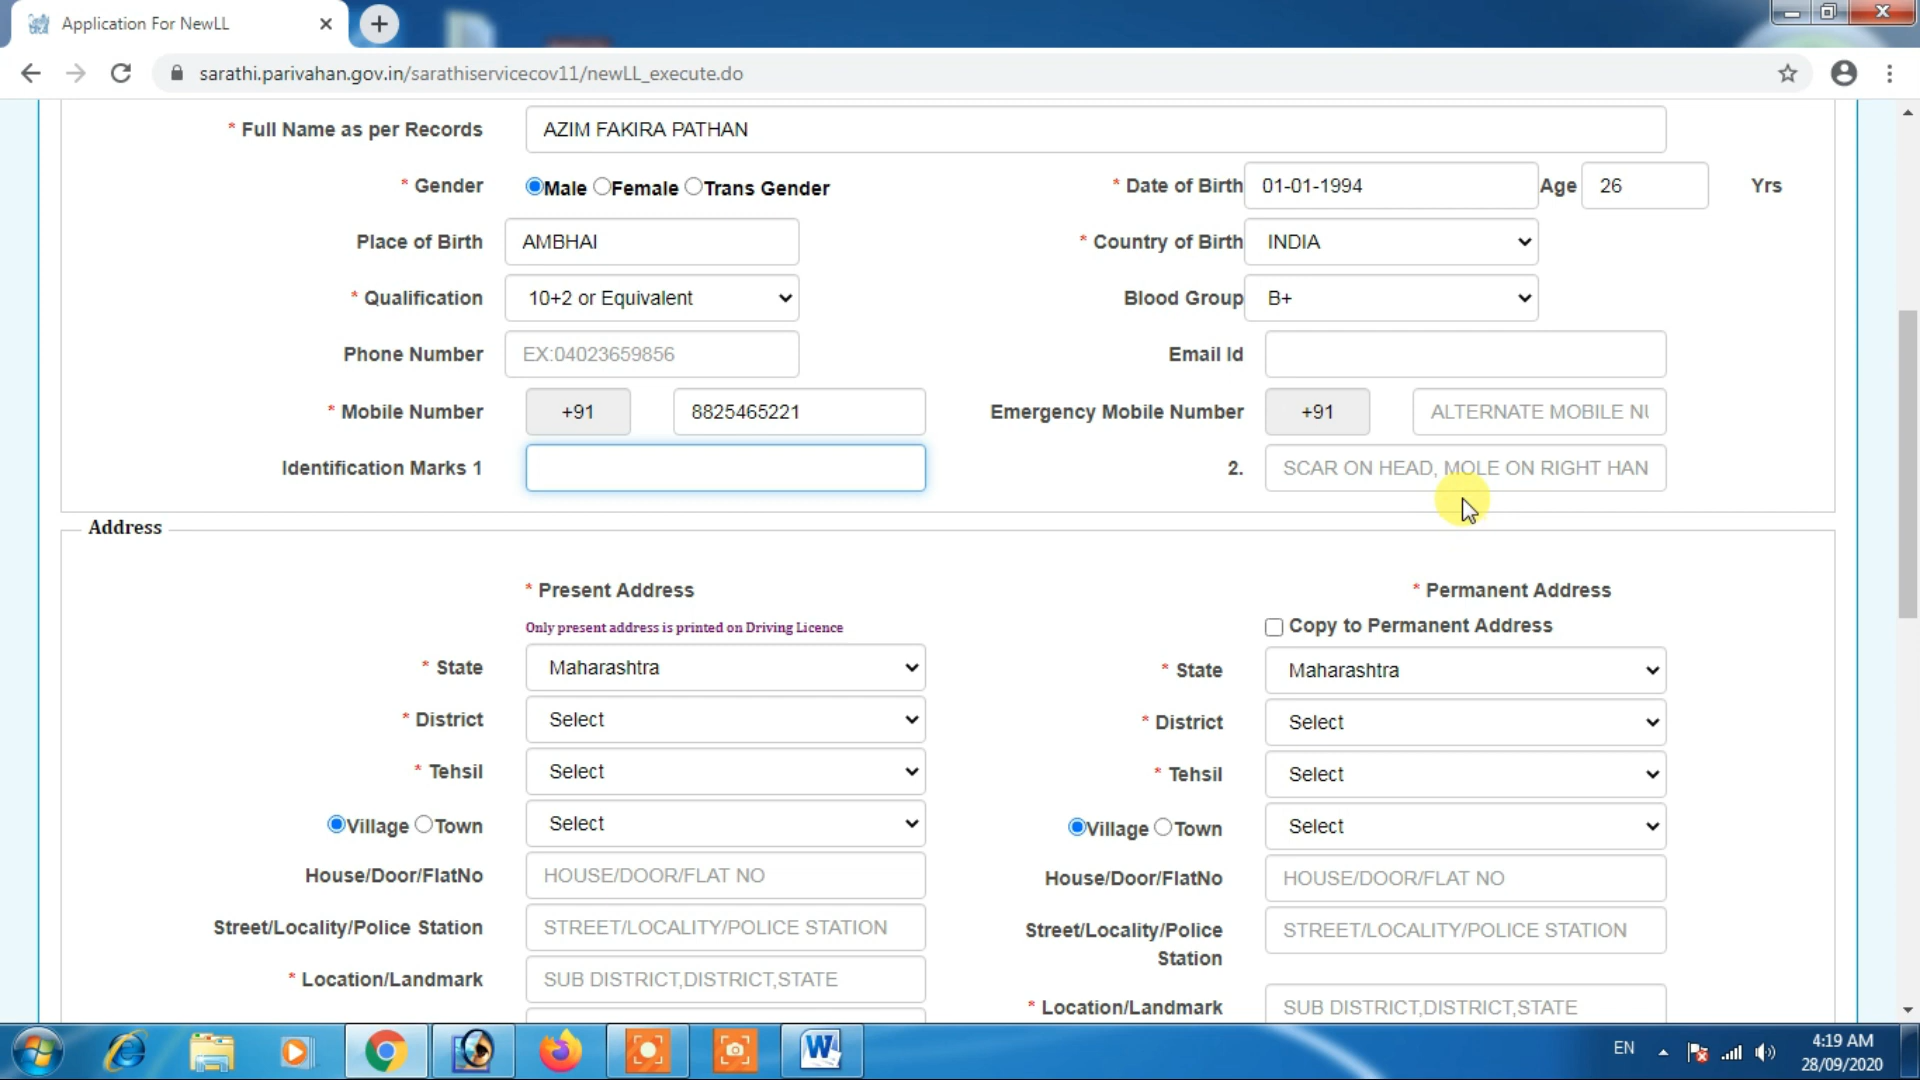 Application For NewLL
sarathi.parivahan.gov.in/sarathiservicecov11/newLL_execute.do
* Full Name as per Records AZIM FAKIRA PATHAN
* Gender Male Female Trans Gender * Date of Birth 01-01-1994 Age 26 Yrs
Place of Birth AMBHAI * Country of Birth INDIA
* Qualification 10+2 or Equivalent Blood Group B+
Phone Number EX:04023659856 Email Id
* Mobile Number +91 8825465221 Emergency Mobile Number +91 ALTERNATE MOBILE NU
Identification Marks 1 2. SCAR ON HEAD, MOLE ON RIGHT HAN
Address
* Present Address * Permanent Address
Only present address is printed on Driving Licence Copy to Permanent Address
* State Maharashtra * State Maharashtra
* District Select * District Select
* Tehsil Select * Tehsil Select
Village Town Select Village Town Select
House/Door/FlatNo HOUSE/DOOR/FLAT NO House/Door/FlatNo HOUSE/DOOR/FLAT NO
Street/Locality/Police Station STREET/LOCALITY/POLICE STATION Street/Locality/Police STREET/LOCALITY/POLICE STATION
Station
* Location/Landmark SUB DISTRICT,DISTRICT,STATE * Location/Landmark SUB DISTRICT,DISTRICT,STATE
EN 4:19 AM
28/09/2020